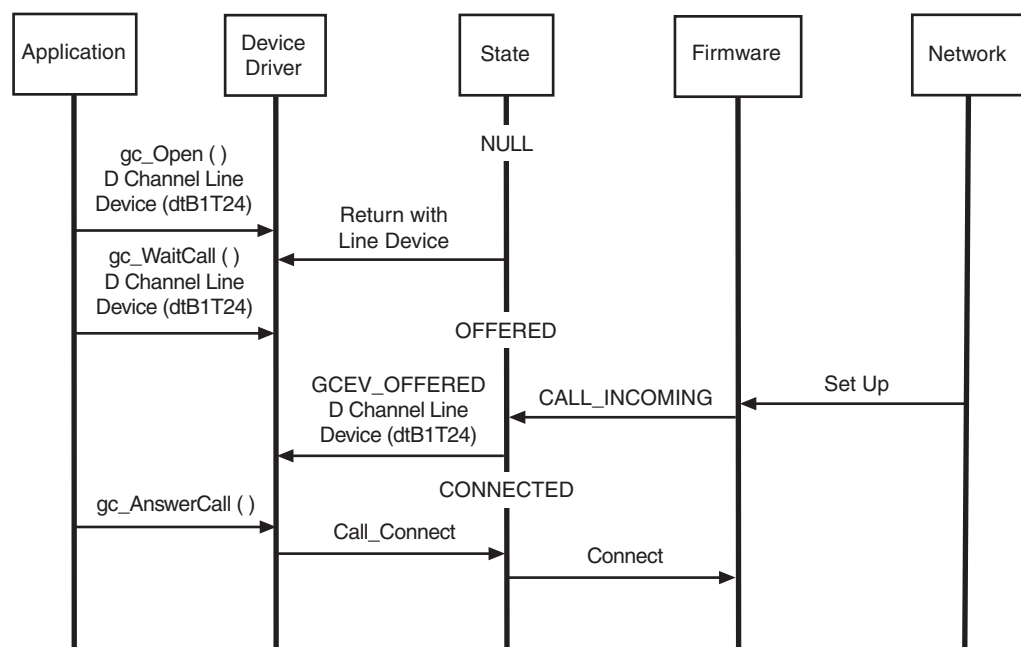 Application
Device
Driver
State
Firmware
Network
NULL
gc_Open ( )
D Channel Line
Device (dtB1T24)
Return with
Line Device
gc_WaitCall ( )
D Channel Line
Device (dtB1T24)
OFFERED
GCEV_OFFERED
D Channel Line
Device (dtB1T24)
CALL_INCOMING
Set Up
CONNECTED
gc_AnswerCall ( )
Call_Connect
Connect